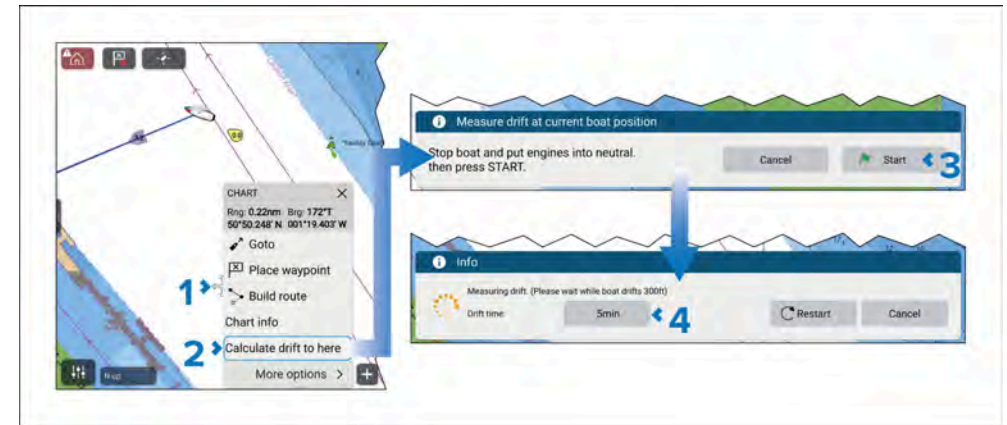 CHART
Rng: 0.22nm Brg: 172°T
50°50.248' N 001°19.403' W
Goto
Place waypoint
1
Build route
Chart info
2
Calculate drift to here
More options
N-up
Measure drift at current boat position
Stop boat and put engines into neutral.
then press START.
Cancel
Start
3
Info
Measuring drift. (Please wait while boat drifts 300ft)
Drift time:
5min
4
Restart
Cancel